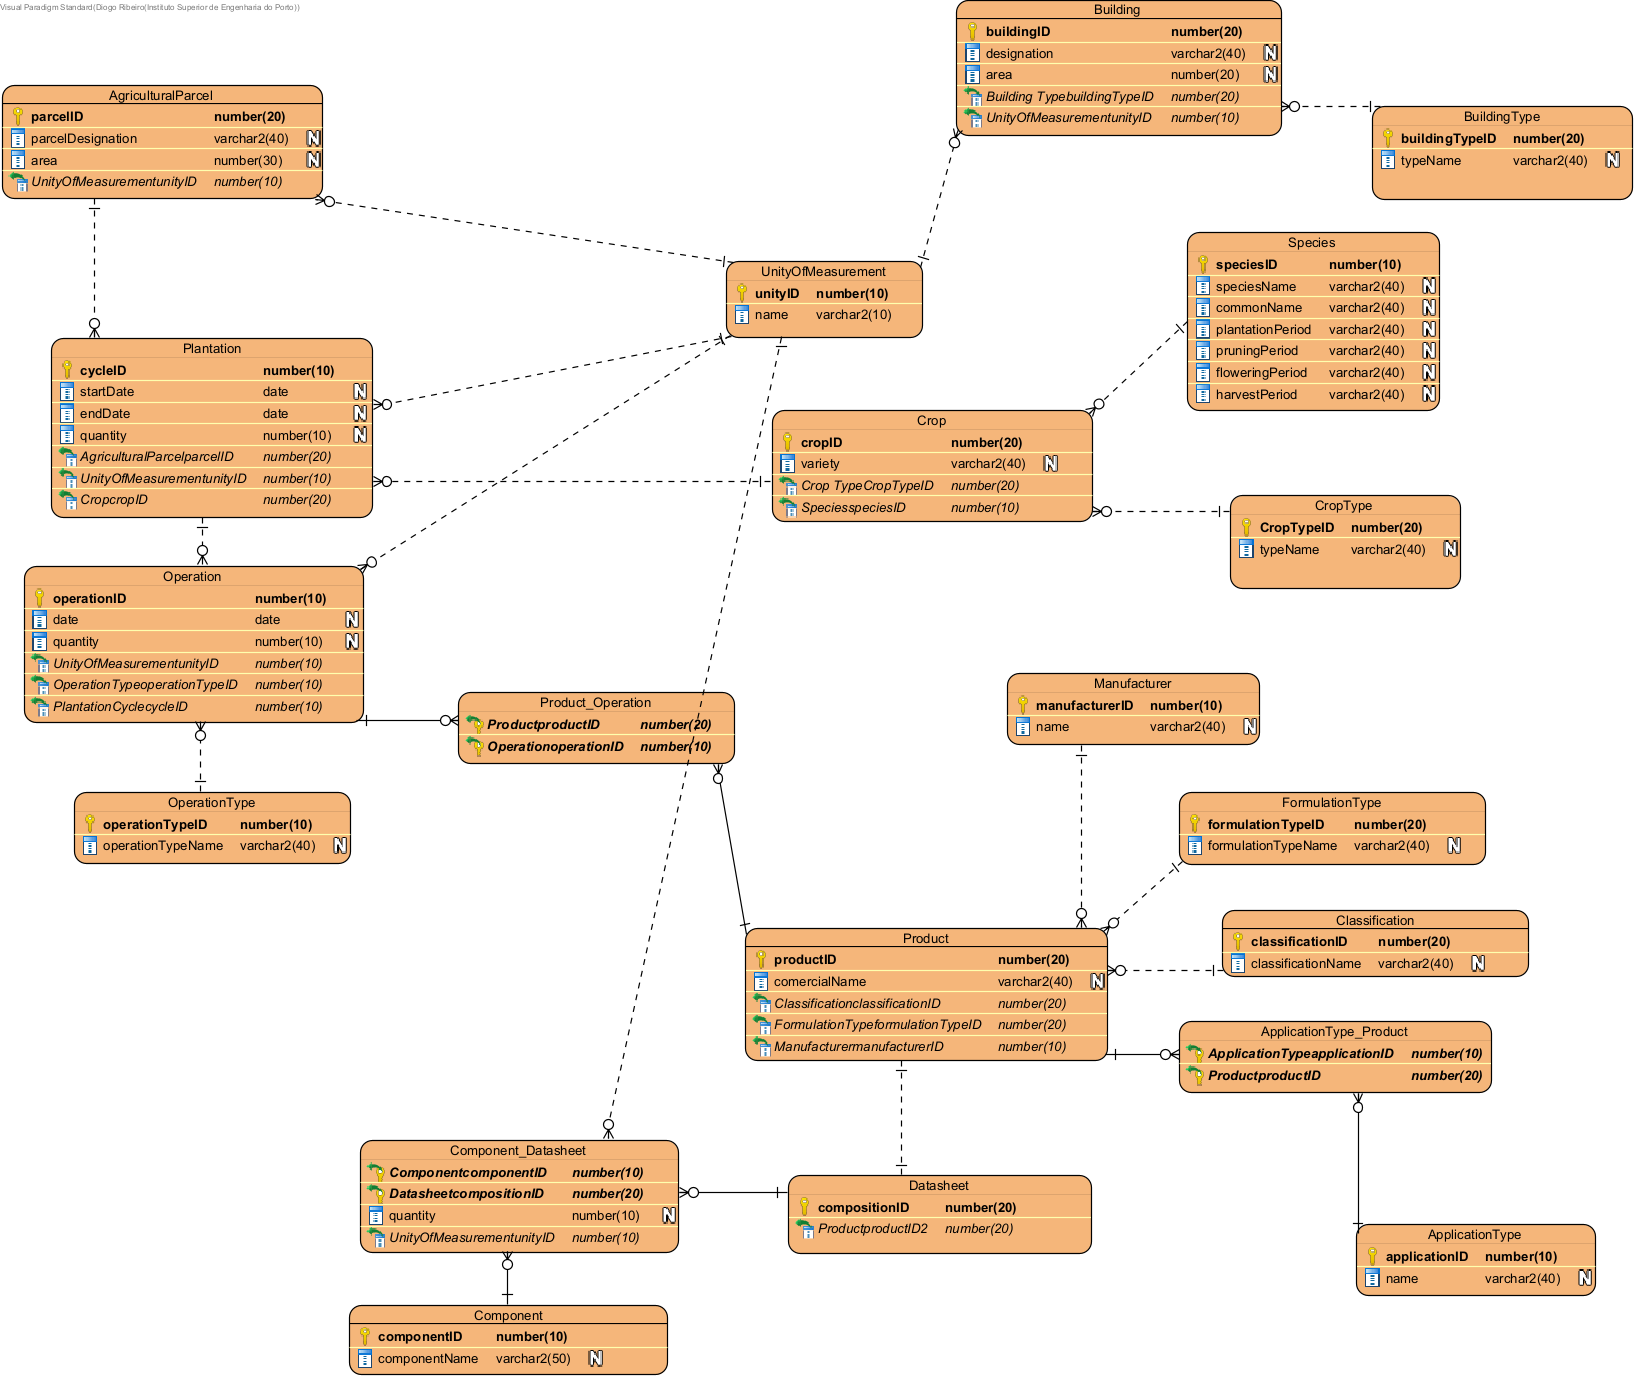 Visual Paradigm Standard(Diogo Ribeiro(Instituto Superior de Engenharia do Porto))
Building
buildingID number(20)
designation varchar2(40) N
area number(20) N
Building TypebuildingTypeID number(20)
UnityOfMeasurementunityID number(10)
AgriculturalParcel
parcelID number(20)
parcelDesignation varchar2(40) N
area number(30) N
UnityOfMeasurementunityID number(10)
BuildingType
buildingTypeID number(20)
typeName varchar2(40) N
Species
speciesID number(10)
speciesName varchar2(40) N
commonName varchar2(40) N
plantationPeriod varchar2(40) N
pruningPeriod varchar2(40) N
floweringPeriod varchar2(40) N
harvestPeriod varchar2(40) N
UnityOfMeasurement
unityID number(10)
name varchar2(10)
Plantation
cycleID number(10)
startDate date N
endDate date N
quantity number(10) N
AgriculturalParcelparcelID number(20)
UnityOfMeasurementunityID number(10)
CropcropID number(20)
Crop
cropID number(20)
variety varchar2(40) N
Crop TypeCropTypeID number(20)
SpeciesspeciesID number(10)
CropType
CropTypeID number(20)
typeName varchar2(40) N
Operation
operationID number(10)
date date N
quantity number(10) N
UnityOfMeasurementunityID number(10)
OperationTypeoperationTypeID number(10)
PlantationCyclecycleID number(10)
Product_Operation
ProductproductID number(20)
OperationoperationID number(10)
Manufacturer
manufacturerID number(10)
name varchar2(40) N
OperationType
operationTypeID number(10)
operationTypeName varchar2(40) N
FormulationType
formulationTypeID number(20)
formulationTypeName varchar2(40) N
Classification
classificationID number(20)
classificationName varchar2(40) N
Product
productID number(20)
comercialName varchar2(40) N
ClassificationclassificationID number(20)
FormulationTypeformulationTypeID number(20)
ManufacturermanufacturerID number(10)
ApplicationType_Product
ApplicationTypeapplicationID number(10)
ProductproductID number(20)
Component_Datasheet
ComponentcomponentID number(10)
DatasheetcompositionID number(20)
quantity number(10) N
UnityOfMeasurementunityID number(10)
Datasheet
compositionID number(20)
ProductproductID2 number(20)
ApplicationType
applicationID number(10)
name varchar2(40) N
Component
componentID number(10)
componentName varchar2(50) N